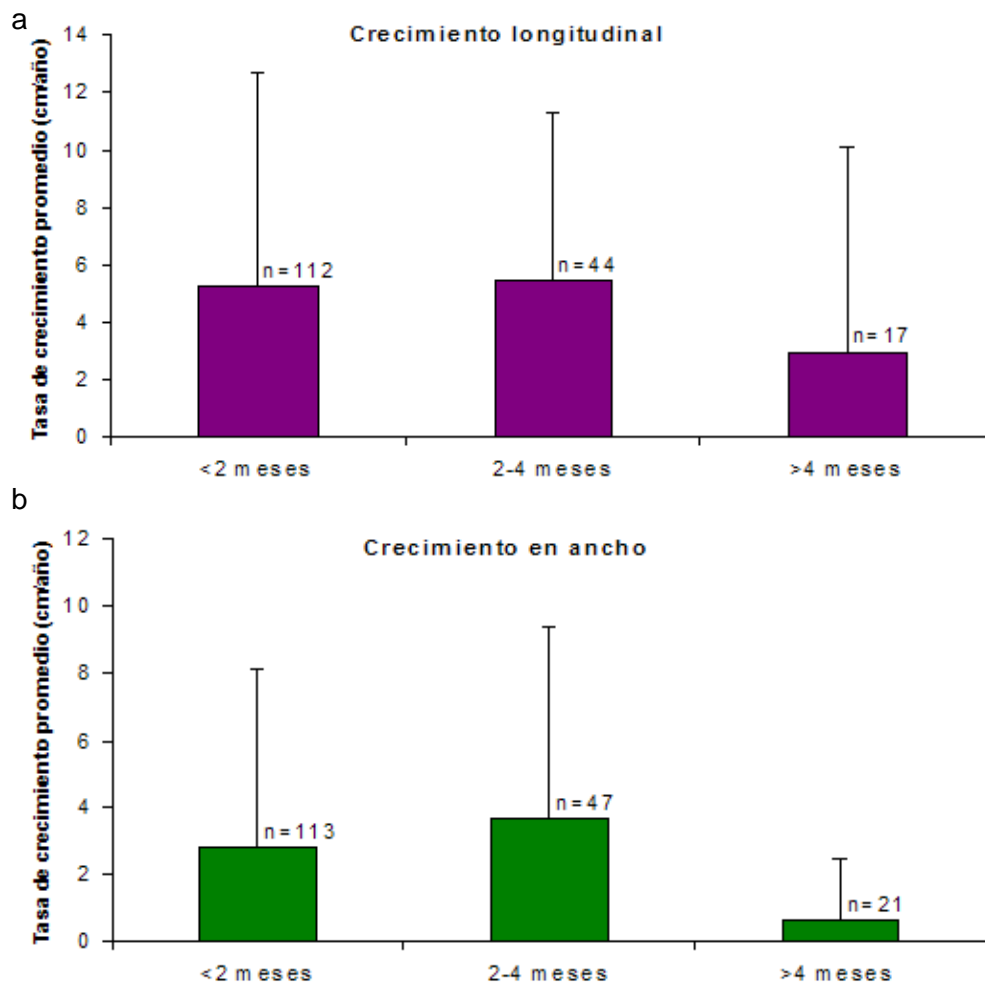 a
Crecimiento longitudinal
Tasa de crecimiento promedio (cm/año)
14
12
10
8
6
4
2
0
n=112
n=44
n=17
<2 meses
2-4 meses
>4 meses
b
Crecimiento en ancho
Tasa de crecimiento promedio (cm/año)
12
10
8
6
4
2
0
n=113
n=47
n=21
<2 meses
2-4 meses
>4 meses